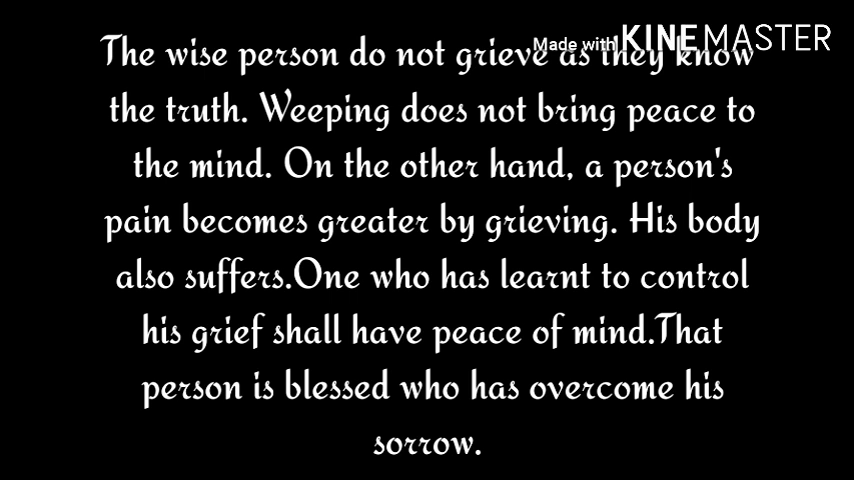 Made with KINEMASTER
The wise person do not grieve as they know
the truth. Weeping does not bring peace to
the mind. On the other hand, a person's
pain becomes greater by grieving. His body
also suffers.One who has learnt to control
his grief shall have peace of mind.That
person is blessed who has overcome his
sorrow.